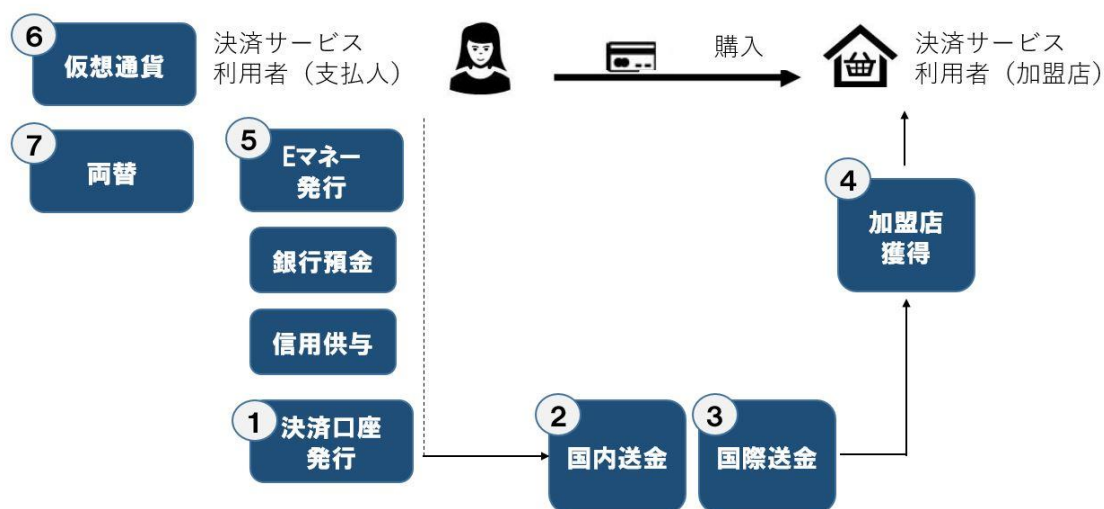 6
仮想通貨
決済サービス
利用者（支払人）
購入
決済サービス
利用者（加盟店）
7
両替
5
Eマネー
発行
銀行預金
信用供与
1
決済口座
発行
2
国内送金
3
国際送金
4
加盟店
獲得